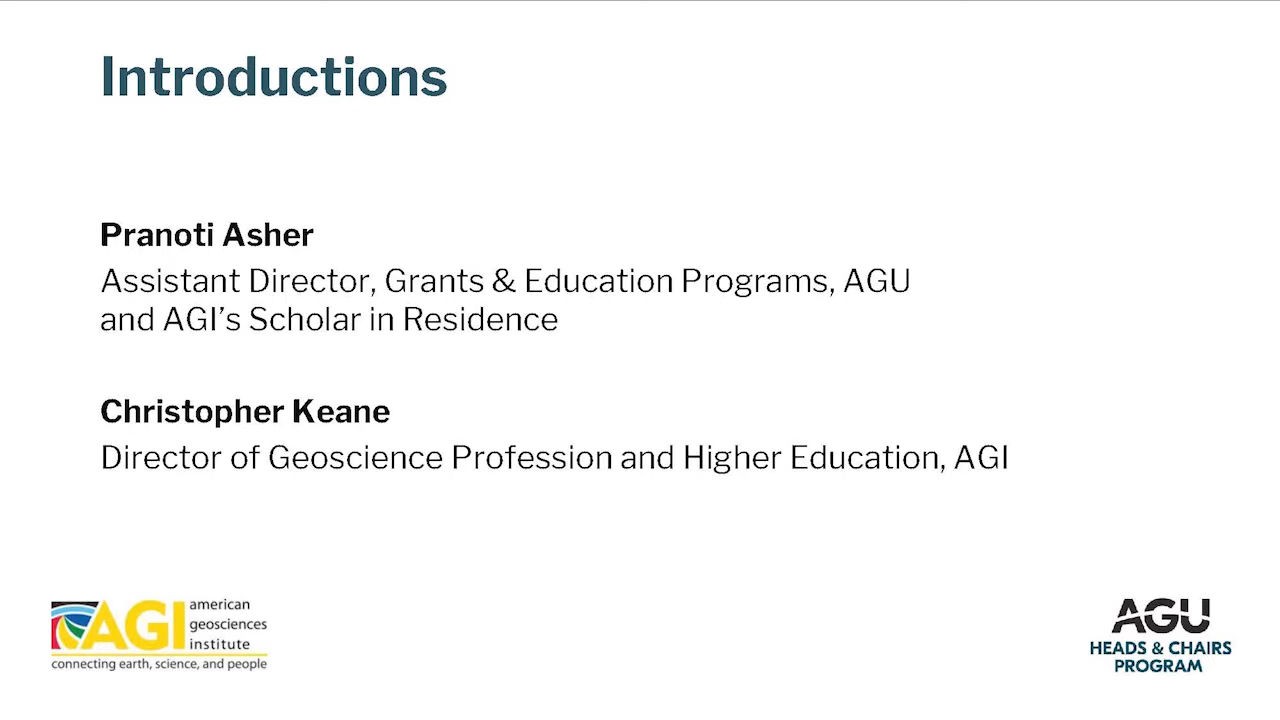 Introductions
Pranoti Asher
Assistant Director, Grants & Education Programs, AGU
and AGI’s Scholar in Residence
Christopher Keane
Director of Geoscience Profession and Higher Education, AGI
AGI
american
geosciences
institute
connecting earth, science, and people
AGU
HEADS & CHAIRS
PROGRAM